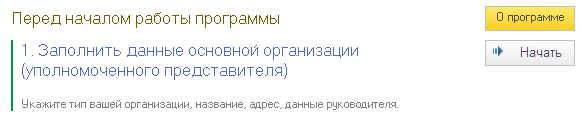 Перед началом работы программы
О программе
1. Заполнить данные основной организации
(уполномоченного представителя)
Начать
Укажите тип вашей организации, название, адрес, данные руководителя.